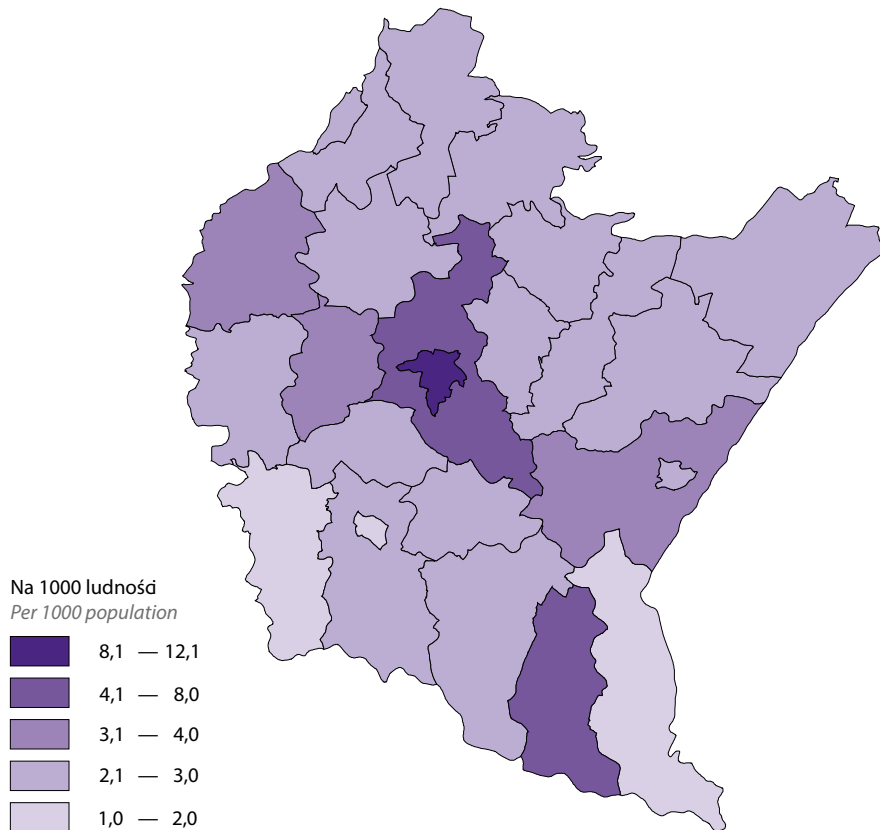 Na 1000 ludności
Per 1000 population
8,1 — 12,1
4,1 — 8,0
3,1 — 4,0
2,1 — 3,0
1,0 — 2,0